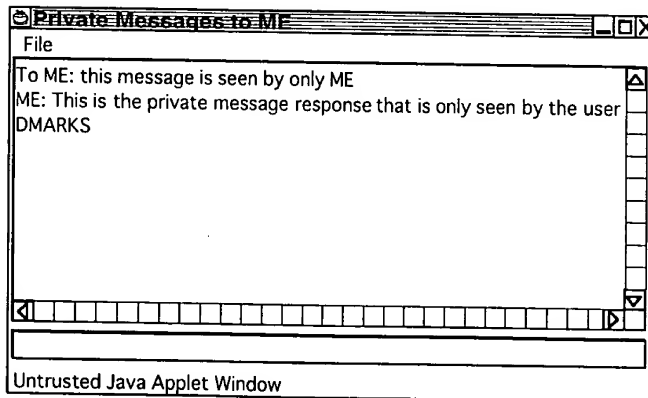 Private Messages to ME
File
To ME: this message is seen by only ME
ME: This is the private message response that is only seen by the user
DMARKS
Untrusted Java Applet Window